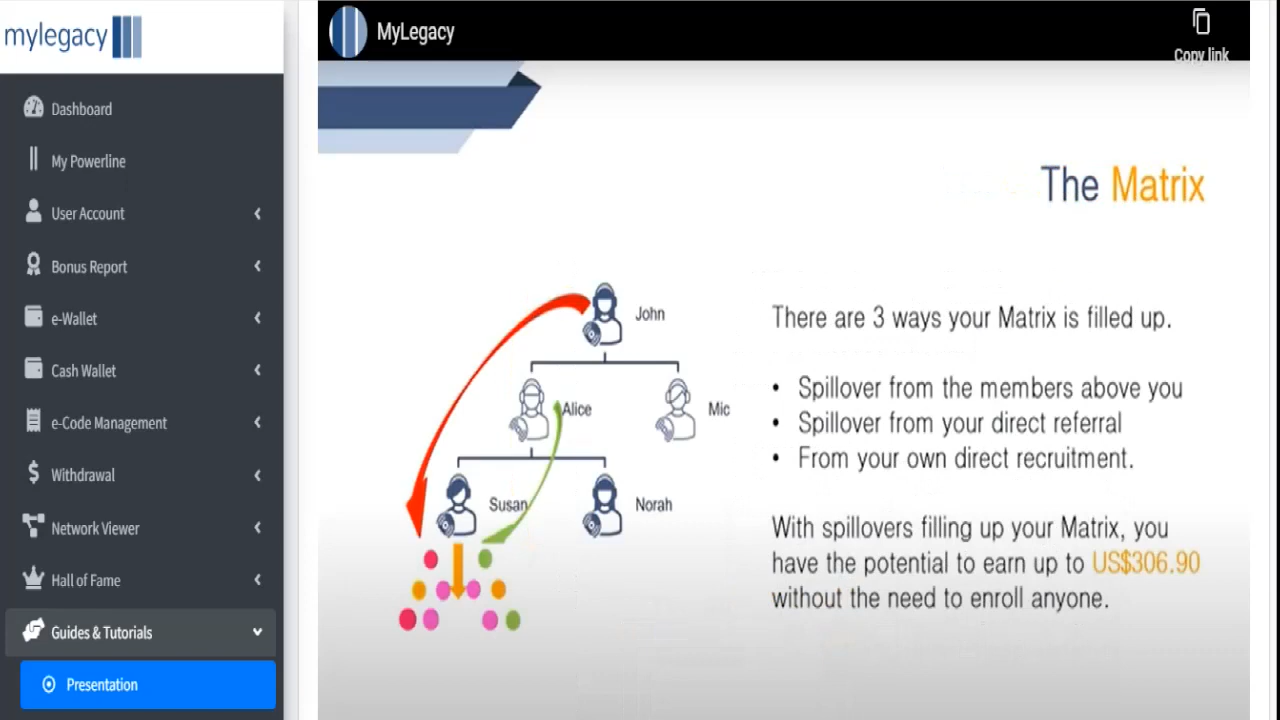 mylegacy
Dashboard
My Powerline
User Account
Bonus Report
e-Wallet
Cash Wallet
e-Code Management
Withdrawal
Network Viewer
Hall of Fame
Guides & Tutorials
Presentation
MyLegacy
Copy link
The Matrix
John
Alice
Mic
Susan
Norah
There are 3 ways your Matrix is filled up.
• Spillover from the members above you
• Spillover from your direct referral
• From your own direct recruitment.
With spillovers filling up your Matrix, you
have the potential to earn up to US$306.90
without the need to enroll anyone.